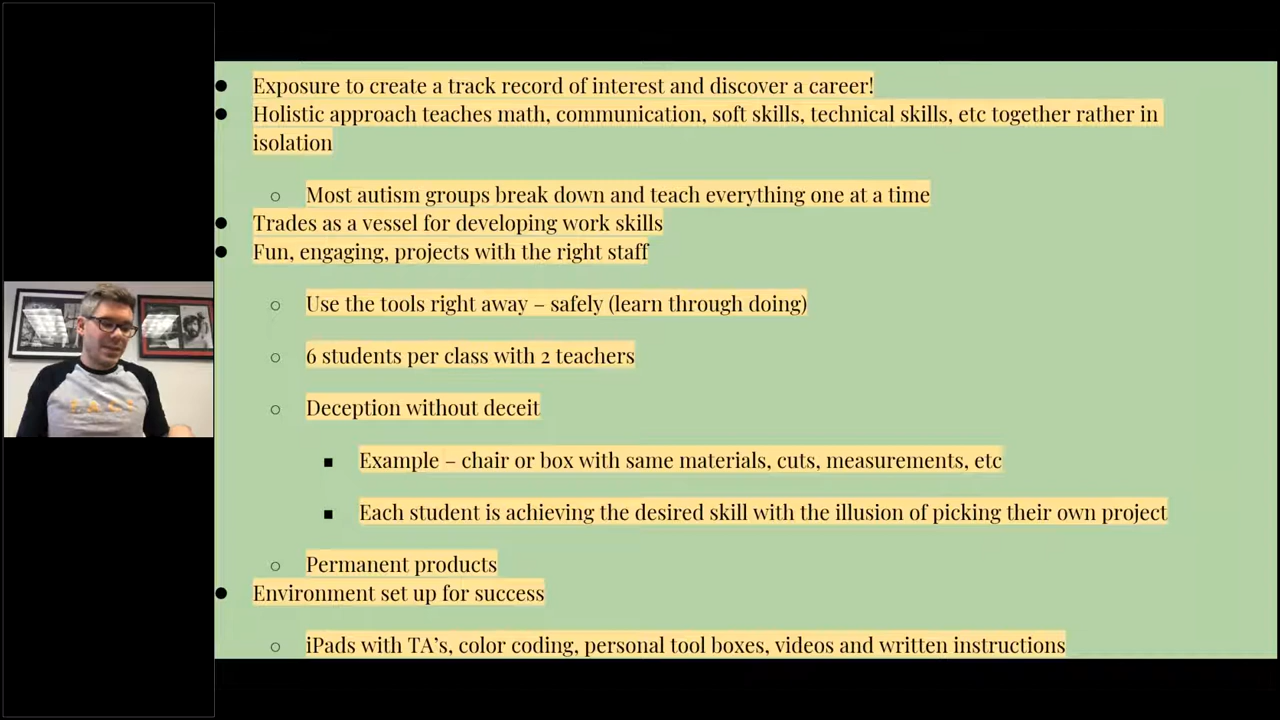 Exposure to create a track record of interest and discover a career!
Holistic approach teaches math, communication, soft skills, technical skills, etc together rather in
isolation
Most autism groups break down and teach everything one at a time
Trades as a vessel for developing work skills
Fun, engaging, projects with the right staff
Use the tools right away – safely (learn through doing)
6 students per class with 2 teachers
Deception without deceit
Example – chair or box with same materials, cuts, measurements, etc
Each student is achieving the desired skill with the illusion of picking their own project
Permanent products
Environment set up for success
iPads with TA’s, color coding, personal tool boxes, videos and written instructions